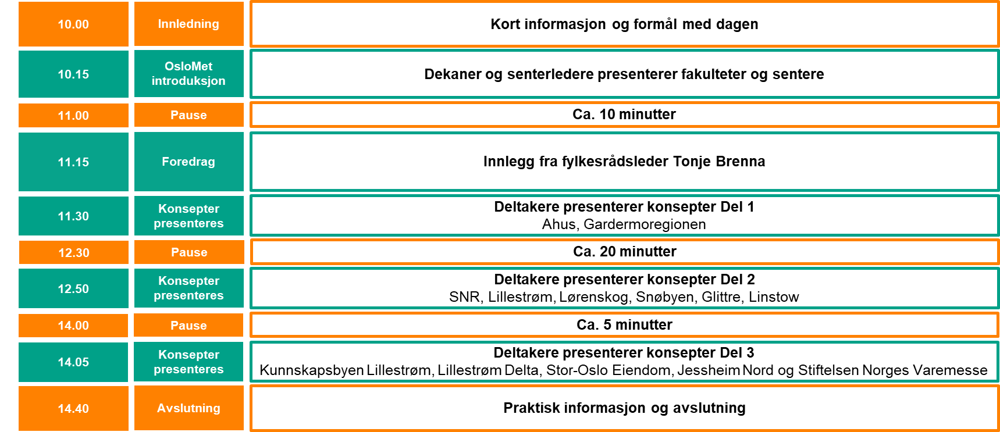 10.00
Innledning
Kort informasjon og formål med dagen
10.15
OsloMet
introduksjon
Dekaner og senterledere presenterer fakulteter og sentere
11.00
Pause
Ca. 10 minutter
11.15
Foredrag
Innlegg fra fylkesrådsleder Tonje Brenna
11.30
Konsepter
presenteres
Deltakere presenterer konsepter Del 1
Ahus, Gardermoregionen
12.30
Pause
Ca. 20 minutter
12.50
Konsepter
presenteres
Deltakere presenterer konsepter Del 2
SNR, Lillestrøm, Lørenskog, Snøbyen, Glittre, Linstow
14.00
Pause
Ca. 5 minutter
14.05
Konsepter
presenteres
Deltakere presenterer konsepter Del 3
Kunnskapsbyen Lillestrøm, Lillestrøm Delta, Stor-Oslo Eiendom, Jessheim Nord og Stiftelsen Norges Varemesse
14.40
Avslutning
Praktisk informasjon og avslutning